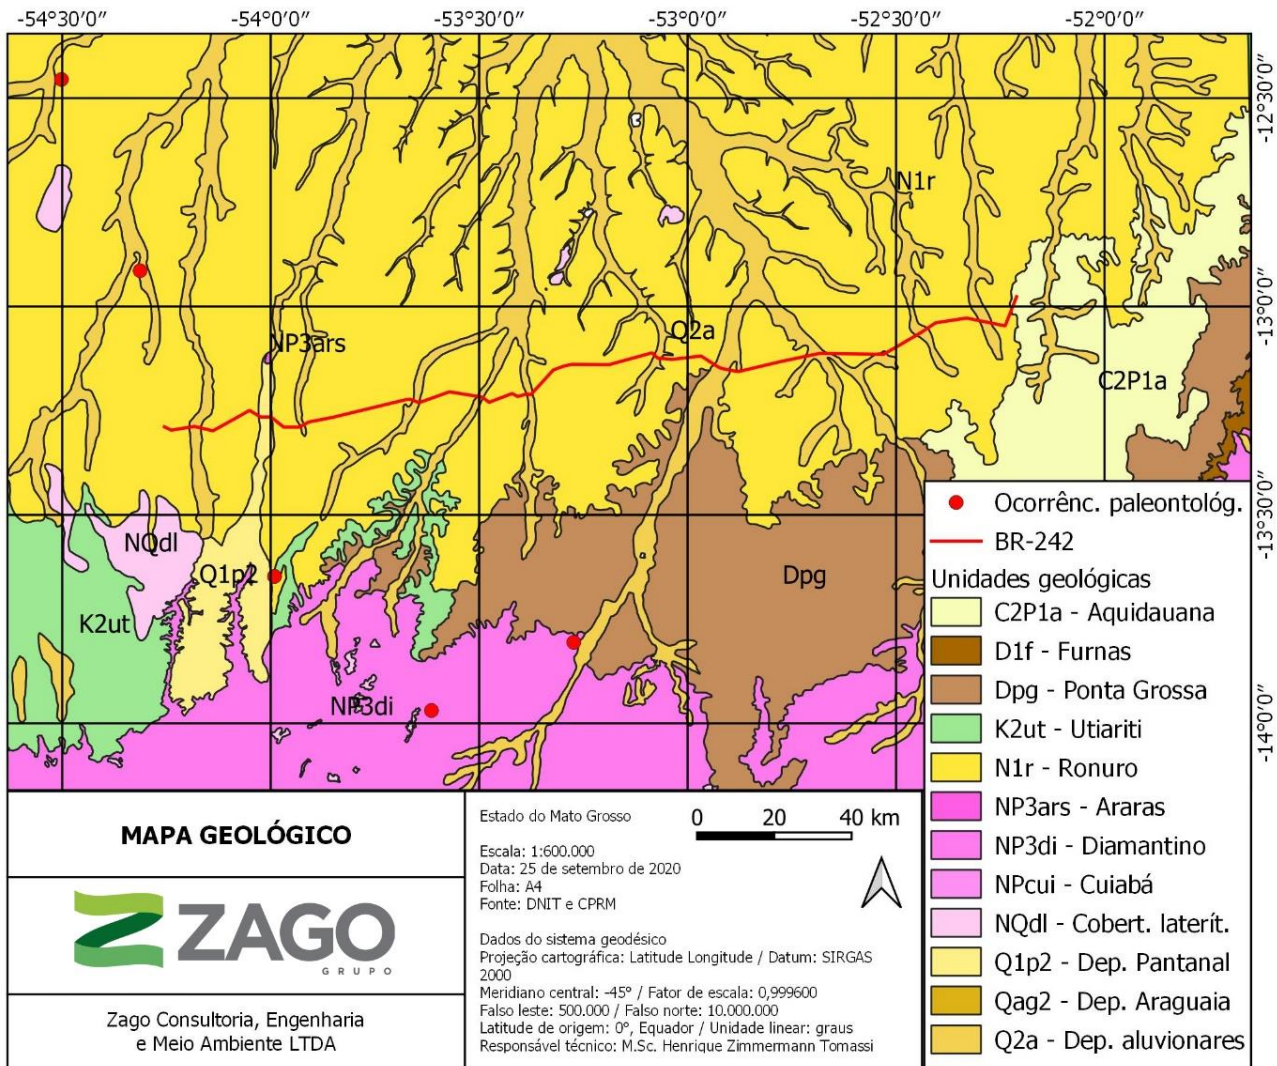 -54°30'0"
-54°0'0"
-53°30'0"
-53°0'0"
-52°30'0"
-52°0'0"
-12°30'0"
-13°0'0"
-13°30'0"
-14°0'0"
N1r
NP3ars
Q2a
C2P1a
NQdl
Q1p2
K2ut
Dpg
NP3di
Ocorrênc. paleontológ.
BR-242
Unidades geológicas
C2P1a - Aquidauana
D1f - Furnas
Dpg - Ponta Grossa
K2ut - Utiariti
N1r - Ronuro
NP3ars - Araras
NP3di - Diamantino
NPcui - Cuiabá
NQdl - Cobert. laterít.
Q1p2 - Dep. Pantanal
Qag2 - Dep. Araguaia
Q2a - Dep. aluvionares
MAPA GEOLÓGICO
ZAGO
GRUPO
Zago Consultoria, Engenharia
e Meio Ambiente LTDA
Estado do Mato Grosso
0 20 40 km
Escala: 1:600.000
Data: 25 de setembro de 2020
Folha: A4
Fonte: DNIT e CPRM
Dados do sistema geodésico
Projeção cartográfica: Latitude Longitude / Datum: SIRGAS
2000
Meridiano central: -45° / Fator de escala: 0,999600
Falso leste: 500.000 / Falso norte: 10.000.000
Latitude de origem: 0°, Equador / Unidade linear: graus
Responsável técnico: M.Sc. Henrique Zimmermann Tomassi